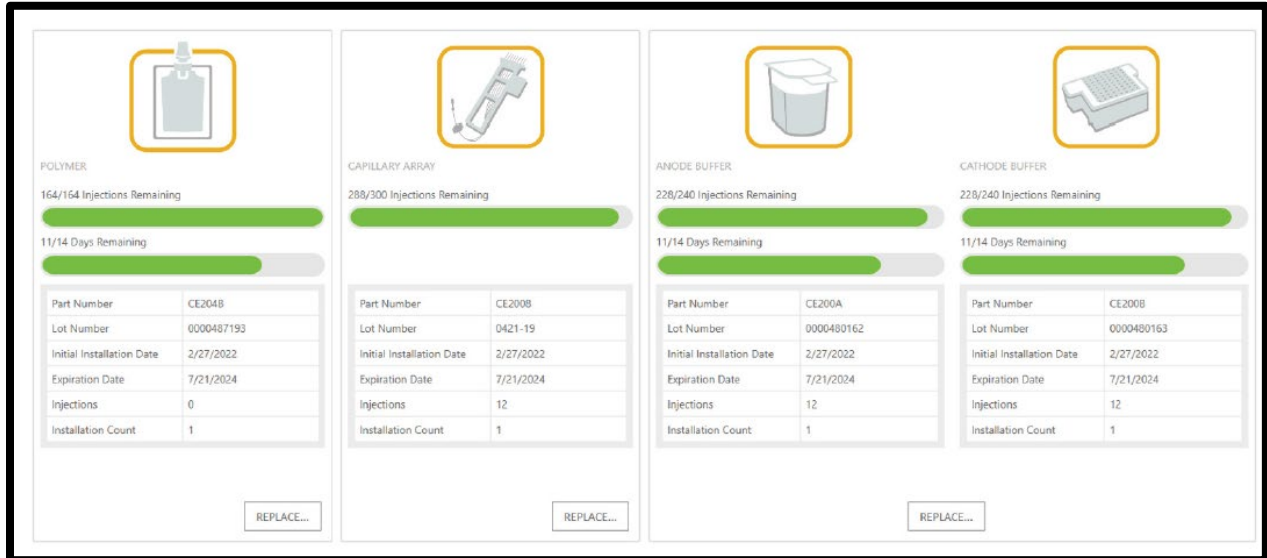 POLYMER
164/164 Injections Remaining
11/14 Days Remaining
Part Number CE204B
Lot Number 0000487193
Initial Installation Date 2/27/2022
Expiration Date 7/21/2024
Injections 0
Installation Count 1
REPLACE...
CAPILLARY ARRAY
288/300 Injections Remaining
Part Number CE200B
Lot Number 0421-19
Initial Installation Date 2/27/2022
Expiration Date 7/21/2024
Injections 12
Installation Count 1
REPLACE...
ANODE BUFFER
228/240 Injections Remaining
11/14 Days Remaining
Part Number CE200A
Lot Number 0000480162
Initial Installation Date 2/27/2022
Expiration Date 7/21/2024
Injections 12
Installation Count 1
CATHODE BUFFER
228/240 Injections Remaining
11/14 Days Remaining
Part Number CE200B
Lot Number 0000480163
Initial Installation Date 2/27/2022
Expiration Date 7/21/2024
Injections 12
Installation Count 1
REPLACE...